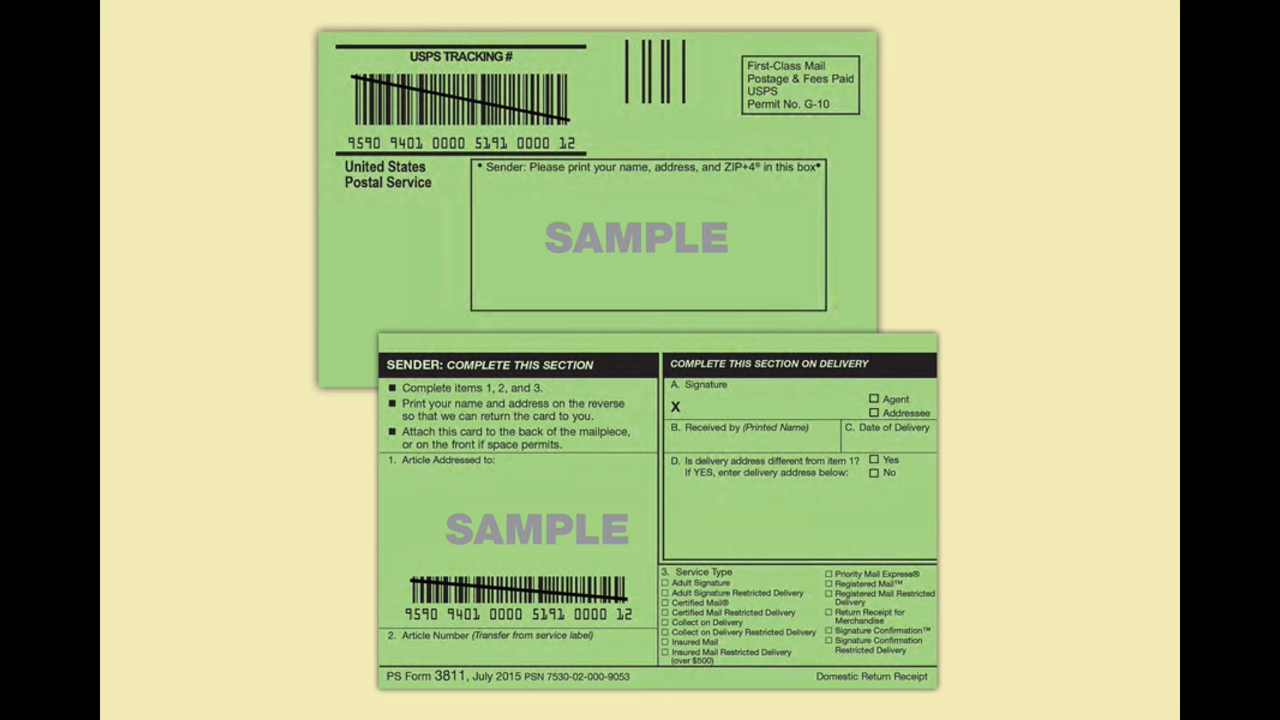 USPS TRACKING #
9590 9401 0000 5191 0000 12
First-Class Mail
Postage & Fees Paid
USPS
Permit No. G-10
United States
Postal Service
• Sender: Please print your name, address, and ZIP+4® in this box•
SAMPLE
SENDER: COMPLETE THIS SECTION
■ Complete items 1, 2, and 3.
■ Print your name and address on the reverse
so that we can return the card to you.
■ Attach this card to the back of the mailpiece,
or on the front if space permits.
1. Article Addressed to:
SAMPLE
9590 9401 0000 5191 0000 12
2. Article Number (Transfer from service label)
COMPLETE THIS SECTION ON DELIVERY
A. Signature
X
☐ Agent
☐ Addressee
B. Received by (Printed Name)
C. Date of Delivery
D. Is delivery address different from item 1? ☐ Yes
If YES, enter delivery address below: ☐ No
3. Service Type
☐ Adult Signature
☐ Adult Signature Restricted Delivery
☐ Certified Mail®
☐ Certified Mail Restricted Delivery
☐ Collect on Delivery
☐ Collect on Delivery Restricted Delivery
☐ Insured Mail
☐ Insured Mail Restricted Delivery
(over $500)
☐ Priority Mail Express®
☐ Registered Mail™
☐ Registered Mail Restricted
Delivery
☐ Return Receipt for
Merchandise
☐ Signature Confirmation™
☐ Signature Confirmation
Restricted Delivery
PS Form 3811, July 2015 PSN 7530-02-000-9053
Domestic Return Receipt